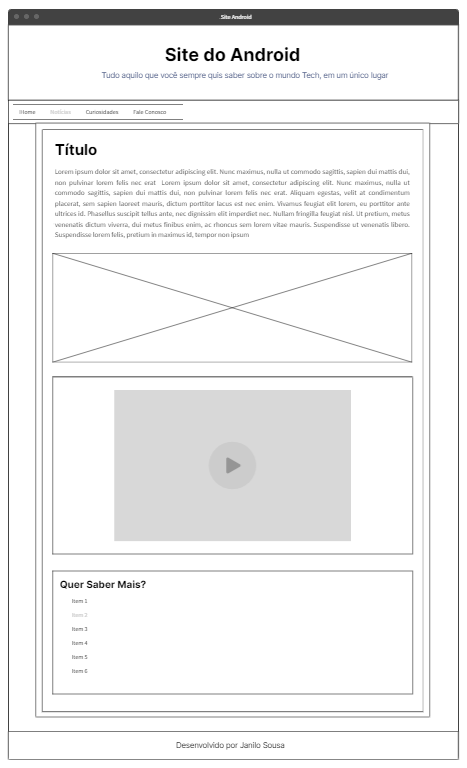 Site Android
Site do Android
Tudo aquilo que você sempre quis saber sobre o mundo Tech, em um único lugar
Home Notícies Curiosidades Fale Conosco
Título
Lorem ipsum dolor sit amet, consectetur adipiscing elit. Nunc maximus, nulla ut commodo sagittis, sapien dui mattis dui,
non pulvinar lorem felis nec erat Lorem ipsum dolor sit amet, consectetur adipiscing elit. Nunc maximus, nulla ut
commodo sagittis, sapien dui mattis dui, non pulvinar lorem felis nec erat. Aliquam egestas, velit at condimentum
placerat, sem sapien laoreet mauris, dictum porttitor lacus est nec enim. Vivamus feugiat elit lorem, eu porttitor ante
ultrices id. Phasellus suscipit tellus ante, nec dignissim elit imperdiet nec. Nullam fringilla feugiat nisl. Ut pretium, metus
venenatis dictum viverra, dui metus finibus enim, ac rhoncus sem lorem vitae mauris. Suspendisse ut venenatis libero.
Suspendisse lorem felis, pretium in maximus id, tempor non ipsum
Quer Saber Mais?
Item 1
Item 2
Item 3
Item 4
Item 5
Item 6
Desenvolvido por Janilo Sousa